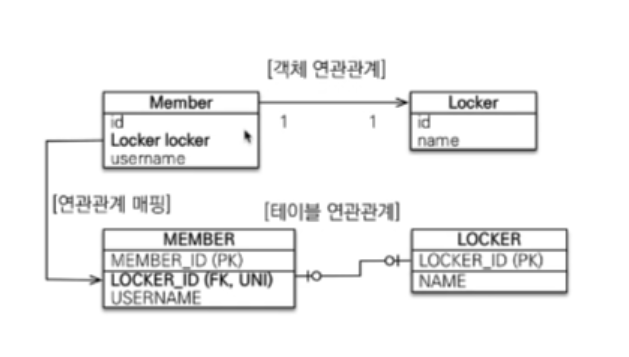 [객체 연관관계]
Member
id
Locker locker
username
1
1
Locker
id
name
[연관관계 매핑]
[테이블 연관관계]
MEMBER
MEMBER_ID (PK)
LOCKER_ID (FK, UNI)
USERNAME
LOCKER
LOCKER_ID (PK)
NAME